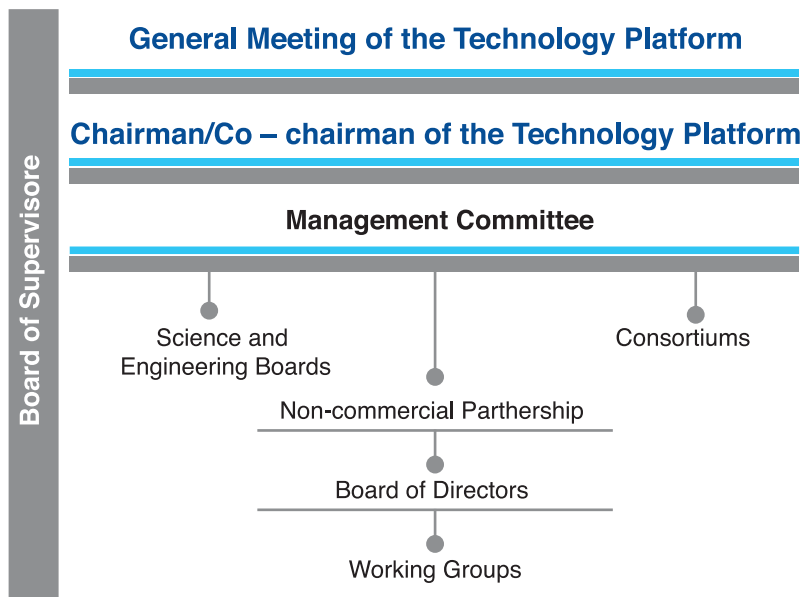 General Meeting of the Technology Platform
Chairman/Co – chairman of the Technology Platform
Management Committee
Board of Supervisore
Science and
Engineering Boards
Consortiums
Non-commercial Parthership
Board of Directors
Working Groups